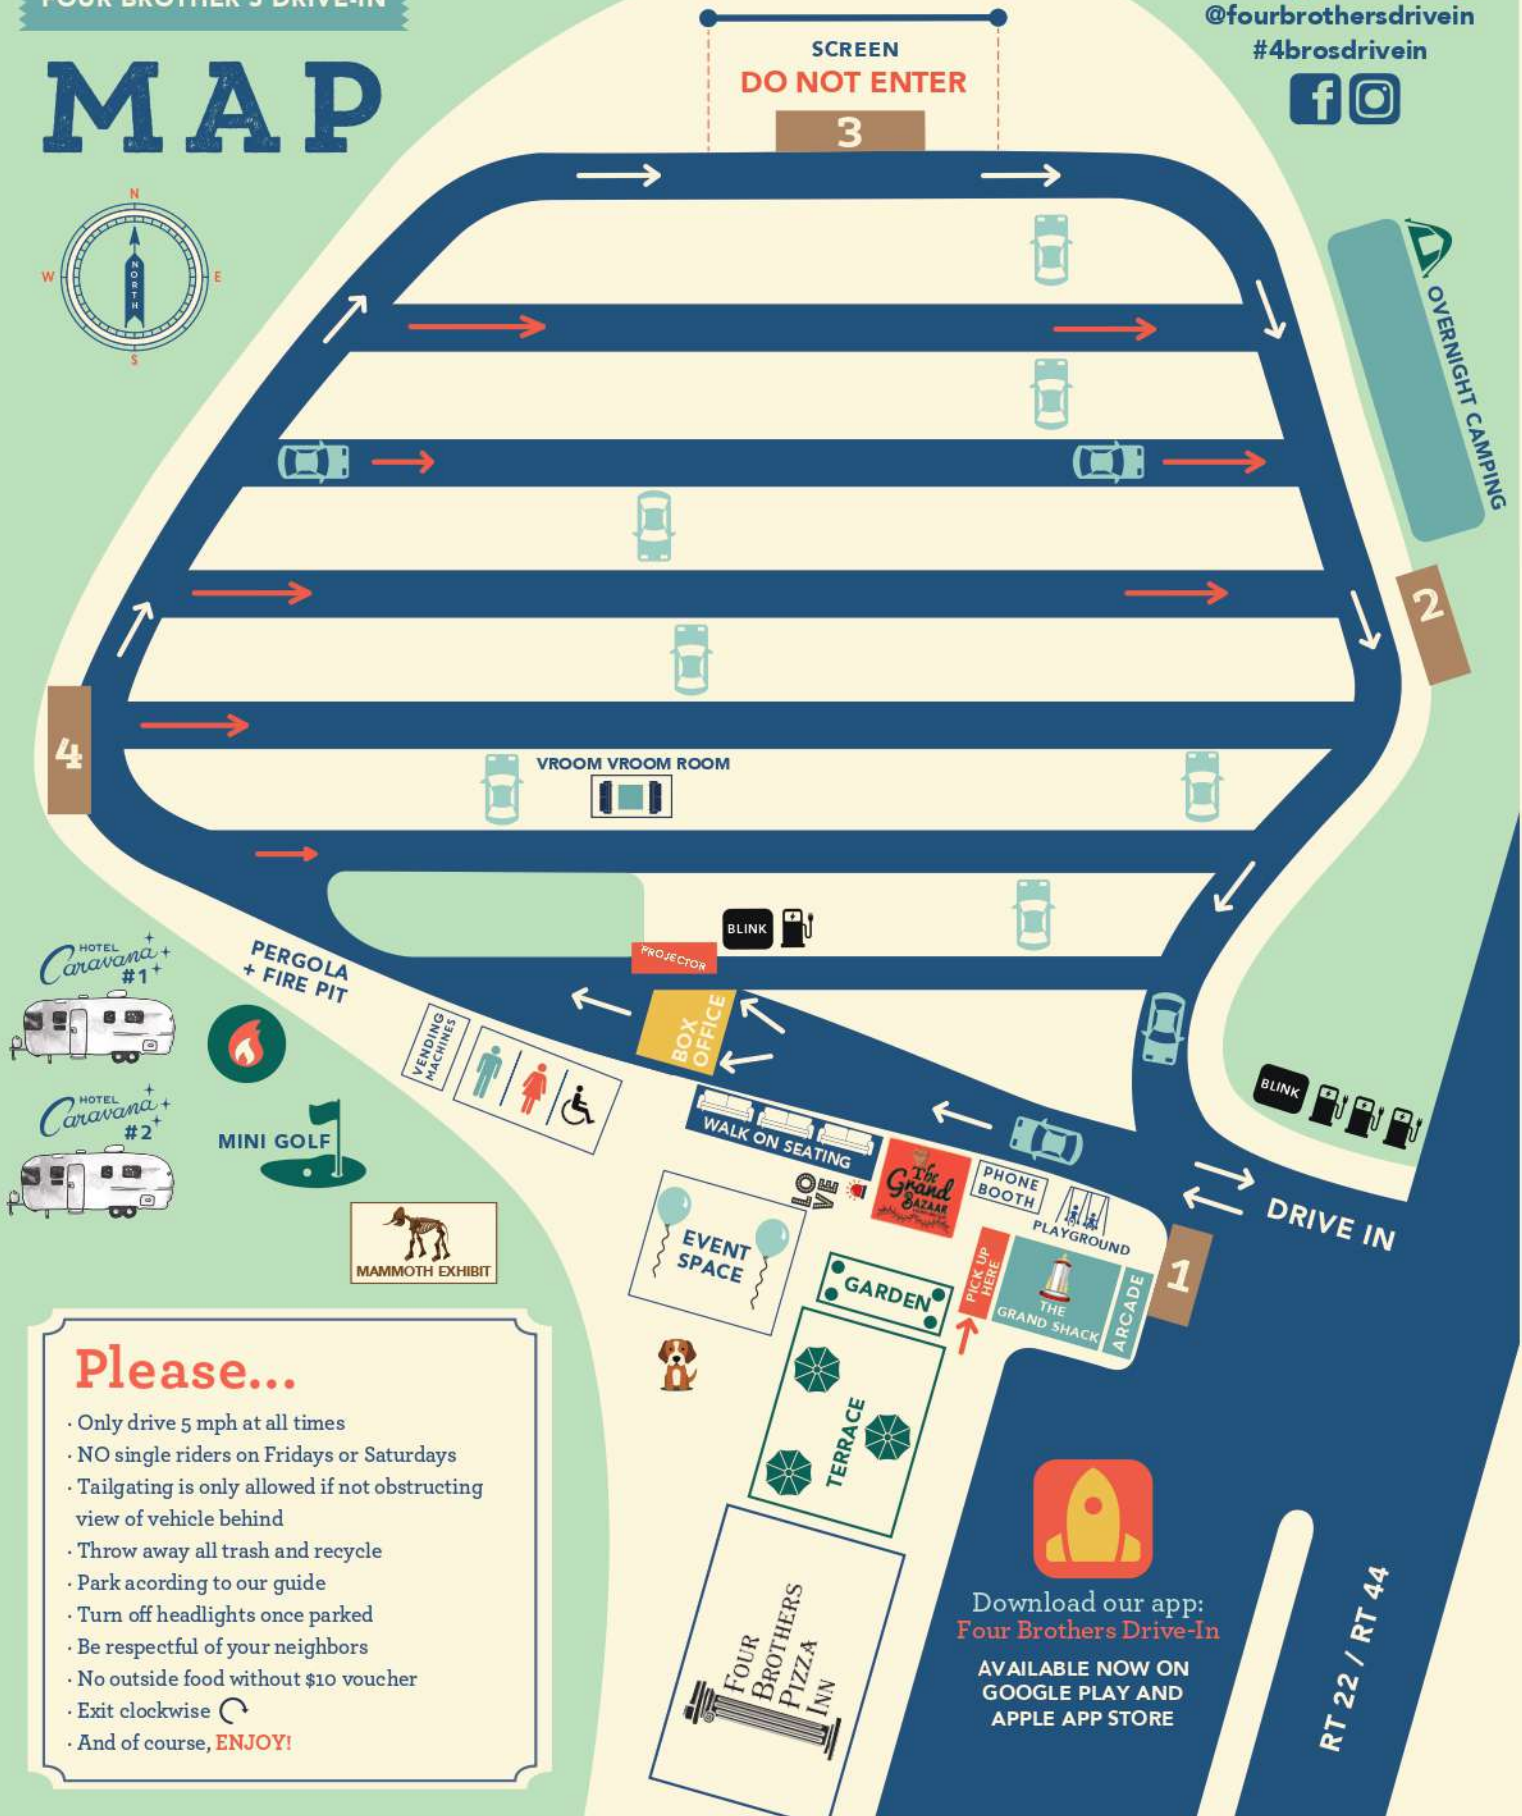 FOUR BROTHER'S DRIVE-IN
MAP
N
W
E
S
NORTH
@fourbrothersdrivein
#4brosdrivein
SCREEN
DO NOT ENTER
3
OVERNIGHT CAMPING
2
4
VROOM VROOM ROOM
BLINK
PROJECTOR
BOX
OFFICE
PERGOLA
+ FIRE PIT
HOTEL
Caravana
#1
HOTEL
Caravana
#2
VENDING
MACHINES
MINI GOLF
MAMMOTH EXHIBIT
WALK ON SEATING
LO
VE
The
Grand
BAZAAR
PHONE
BOOTH
PLAYGROUND
BLINK
DRIVE IN
1
EVENT
SPACE
GARDEN
PICK UP
HERE
THE
GRAND SHACK
ARCADE
TERRACE
FOUR
BROTHERS
PIZZA
INN
Please...
· Only drive 5 mph at all times
· NO single riders on Fridays or Saturdays
· Tailgating is only allowed if not obstructing
view of vehicle behind
· Throw away all trash and recycle
· Park acording to our guide
· Turn off headlights once parked
· Be respectful of your neighbors
· No outside food without $10 voucher
· Exit clockwise
· And of course, ENJOY!
Download our app:
Four Brothers Drive-In
AVAILABLE NOW ON
GOOGLE PLAY AND
APPLE APP STORE
RT 22 / RT 44